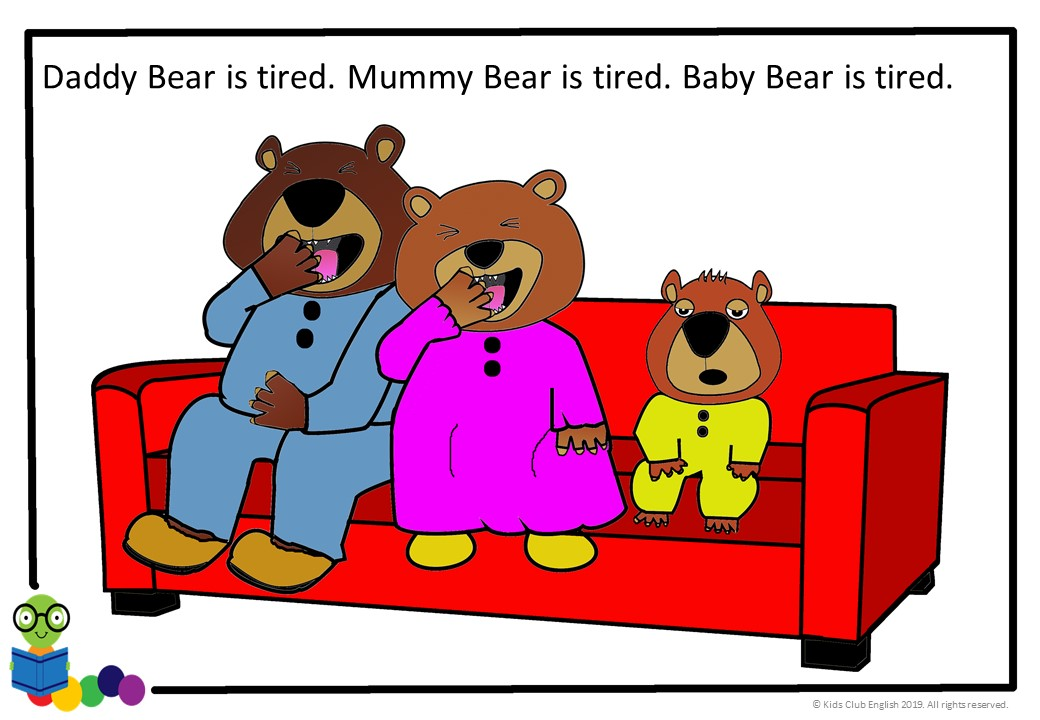 Daddy Bear is tired. Mummy Bear is tired. Baby Bear is tired.
© Kids Club English 2019. All rights reserved.